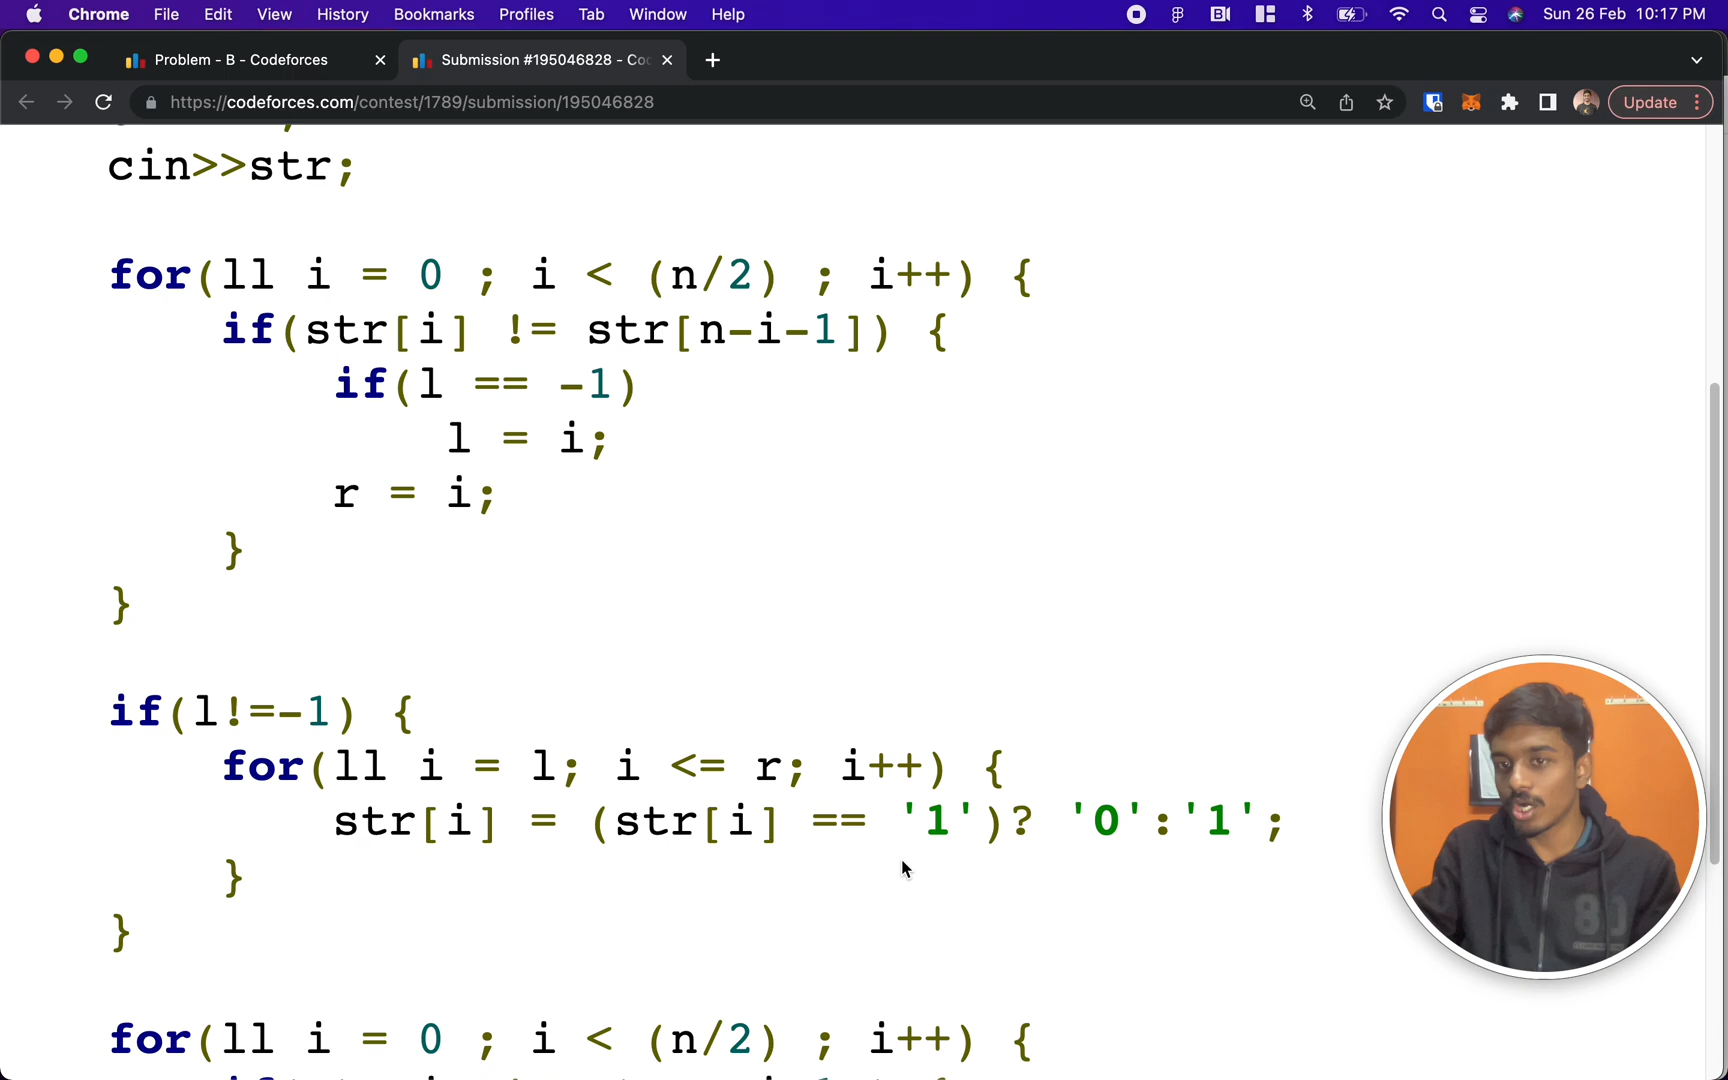 Chrome File Edit View History Bookmarks Profiles Tab Window Help Sun 26 Feb 10:17 PM
Problem - B - Codeforces Submission #195046828 - Co
https://codeforces.com/contest/1789/submission/195046828 Update
cin>>str;
for(ll i = 0 ; i < (n/2) ; i++) {
if(str[i] != str[n-i-1]) {
if(l == -1)
l = i;
r = i;
}
}
if(l!=-1) {
for(ll i = l; i <= r; i++) {
str[i] = (str[i] == '1')? '0':'1';
}
}
for(ll i = 0 ; i < (n/2) ; i++) {